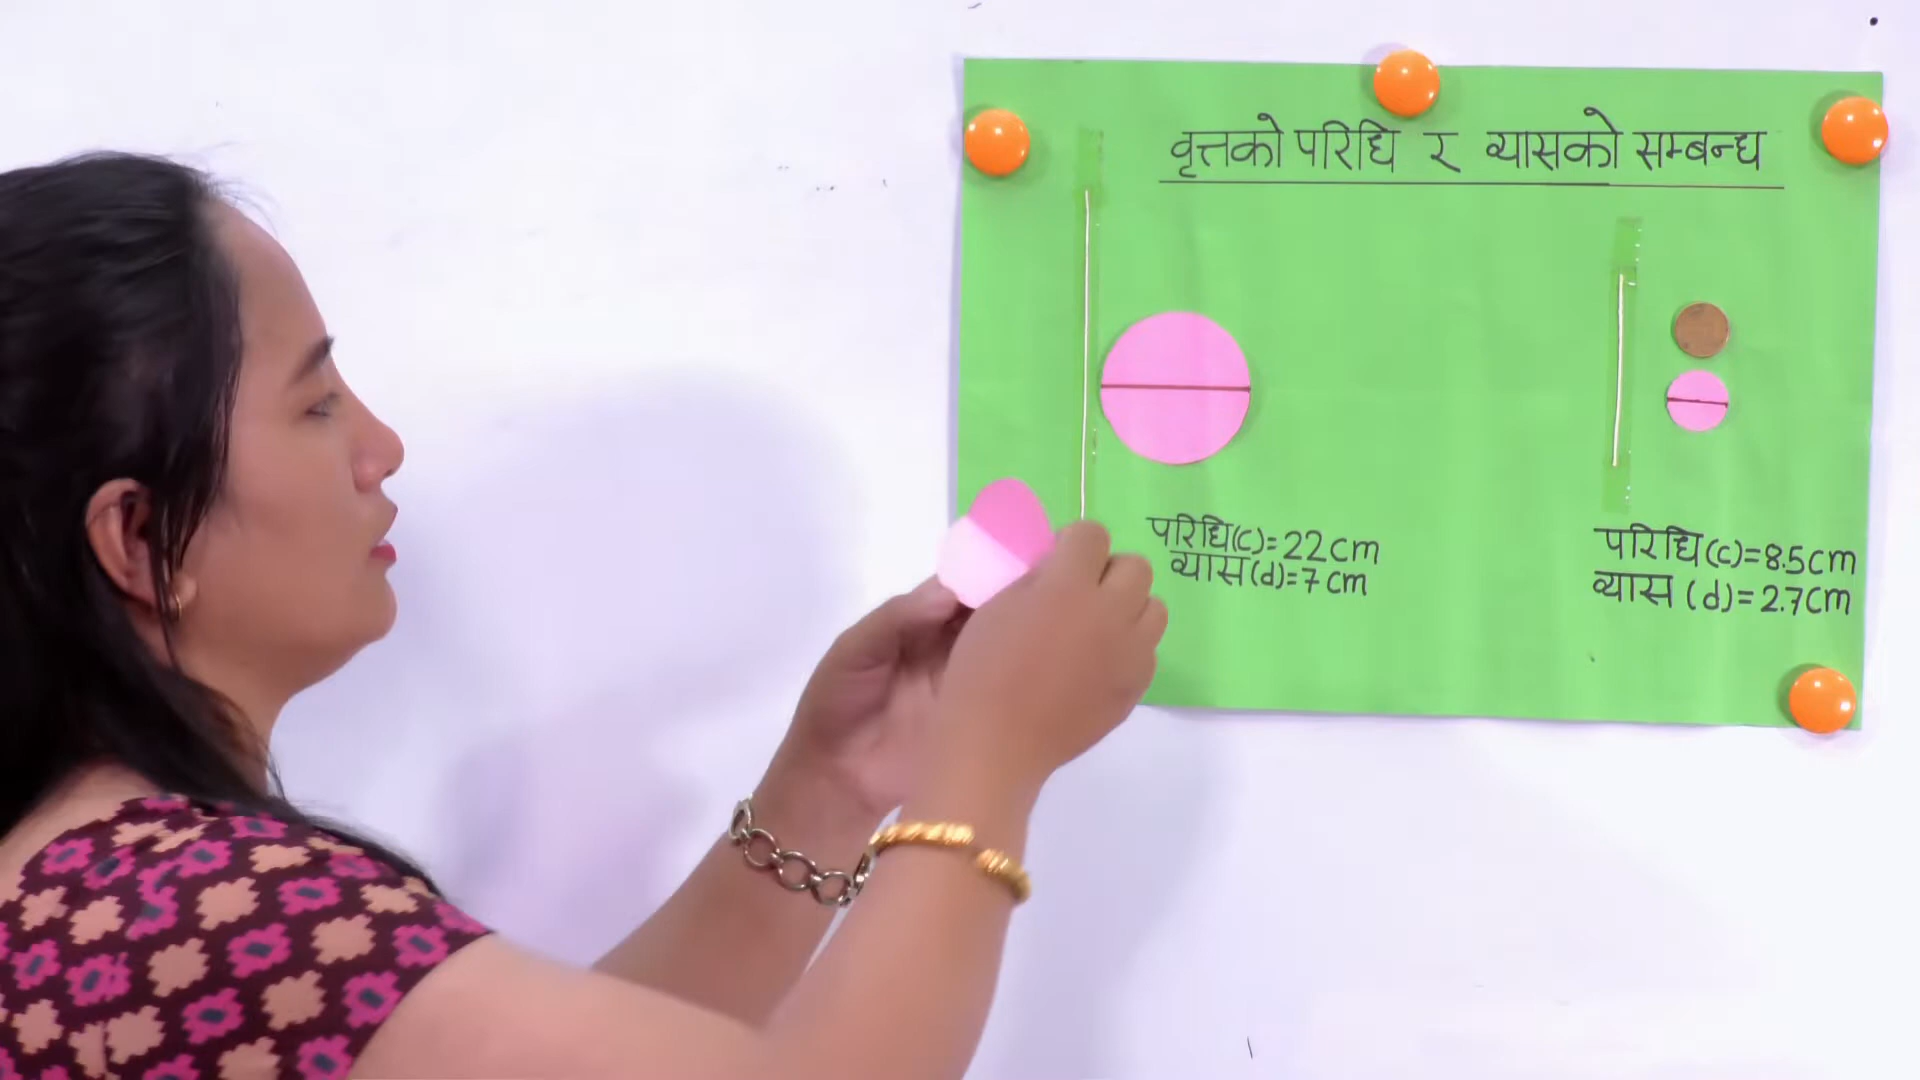 वृत्तको परिधि र व्यासको सम्बन्ध
परिधि(c)=22cm
व्यास(d)=7cm
परिधि(c)=8.5cm
व्यास (d)=2.7cm